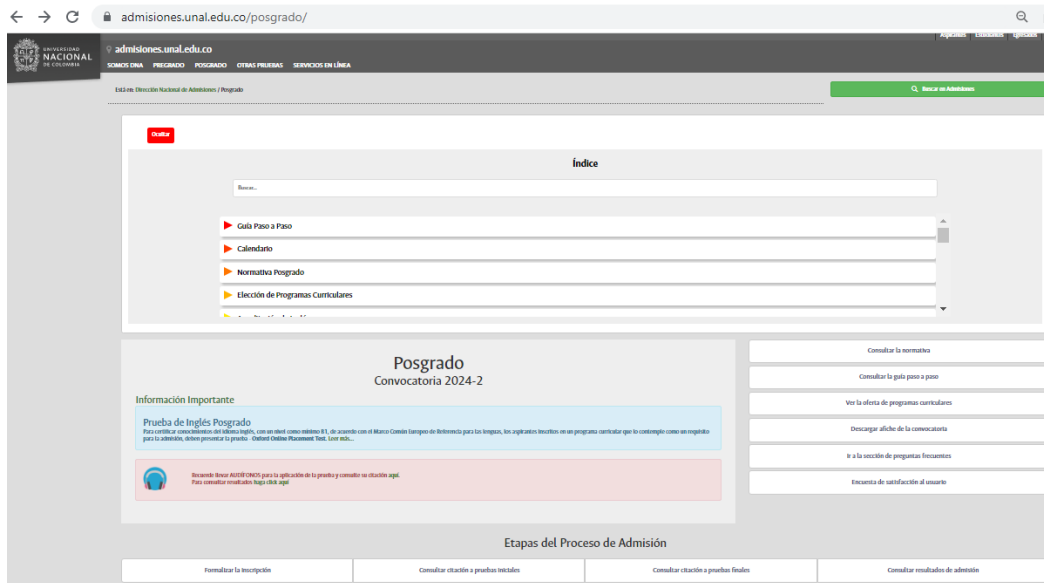 admisiones.unal.edu.co/posgrado/
Aspirantes Estudiantes Egresados
UNIVERSIDAD
NACIONAL
DE COLOMBIA
admisiones.unal.edu.co
SOMOS DNA PREGRADO POSGRADO OTRAS PRUEBAS SERVICIOS EN LÍNEA
Está en: Dirección Nacional de Admisiones / Posgrado
Buscar en Admisiones
Ocultar
Índice
Buscar...
Guía Paso a Paso
Calendario
Normativa Posgrado
Elección de Programas Curriculares
Posgrado
Convocatoria 2024-2
Información Importante
Prueba de Inglés Posgrado
Para certificar conocimientos del idioma inglés, con un nivel como mínimo B1, de acuerdo con el Marco Común Europeo de Referencia para las lenguas, los aspirantes inscritos en un programa curricular que lo contemple como un requisito
para la admisión, deben presentar la prueba - Oxford Online Placement Test. Leer más...
Recuerde llevar AUDÍFONOS para la aplicación de la prueba y consulte su citación aquí.
Para consultar resultados haga click aquí
Consultar la normativa
Consultar la guía paso a paso
Ver la oferta de programas curriculares
Descargar afiche de la convocatoria
Ir a la sección de preguntas frecuentes
Encuesta de satisfacción al usuario
Etapas del Proceso de Admisión
Formalizar la inscripción
Consultar citación a pruebas iniciales
Consultar citación a pruebas finales
Consultar resultados de admisión